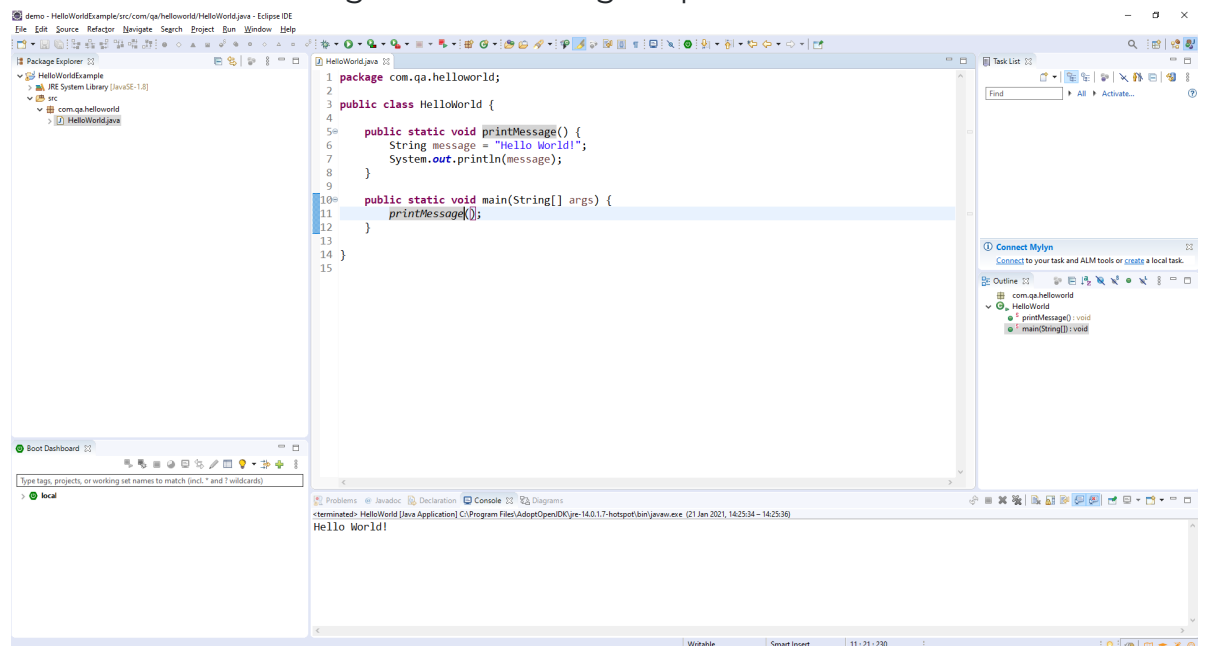 demo - HelloWorldExample/src/com/qa/helloworld/HelloWorld.java - Eclipse IDE
File Edit Source Refactor Navigate Search Project Run Window Help
Package Explorer
HelloWorldExample
JRE System Library [JavaSE-1.8]
src
com.qa.helloworld
HelloWorld.java
HelloWorld.java
1 package com.qa.helloworld;
2
3 public class HelloWorld {
4
5 public static void printMessage() {
6 String message = "Hello World!";
7 System.out.println(message);
8 }
9
10 public static void main(String[] args) {
11 printMessage();
12 }
13
14 }
15
Task List
Find All Activate...
Connect Mylyn
Connect to your task and ALM tools or create a local task.
Outline
com.qa.helloworld
HelloWorld
printMessage() : void
main(String[]) : void
Boot Dashboard
Type tags, projects, or working set names to match (incl. * and ? wildcards)
local
Problems Javadoc Declaration Console Diagrams
<terminated> HelloWorld [Java Application] C:\Program Files\AdoptOpenJDK\jre-14.0.1.7-hotspot\bin\javaw.exe (21 Jan 2021, 14:25:34 – 14:25:36)
Hello World!
Writable Smart Insert 11 : 21 : 230